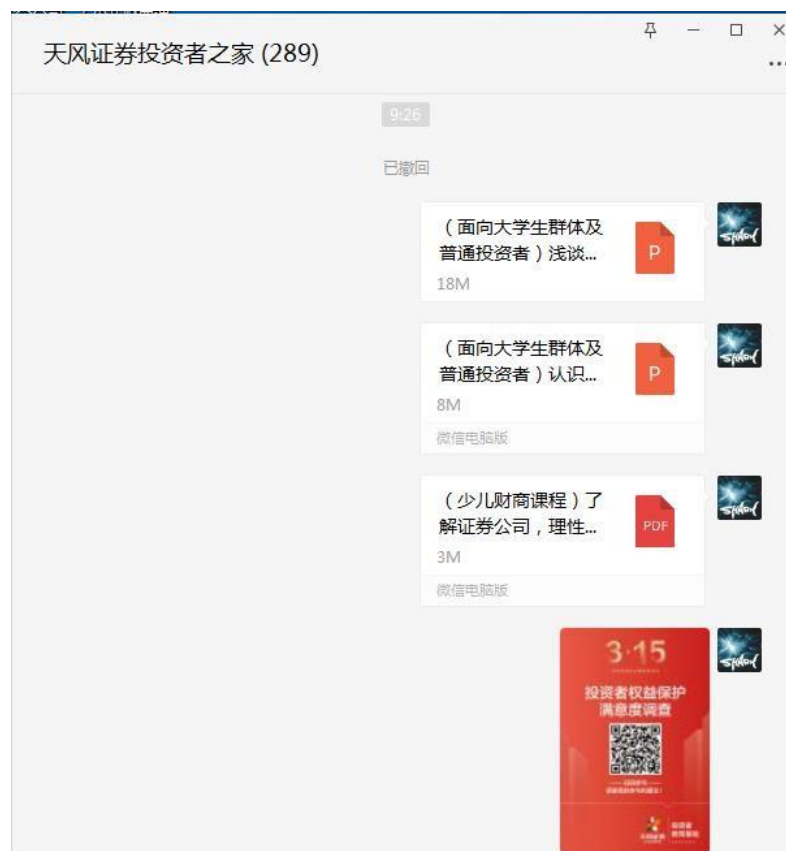 天风证券投资者之家 (289)
9:26
已撤回
（面向大学生群体及
普通投资者）浅谈...
P
18M
（面向大学生群体及
普通投资者）认识...
P
8M
微信电脑版
（少儿财商课程）了
解证券公司，理性...
PDF
3M
微信电脑版
3·15
投资者权益保护
满意度调查